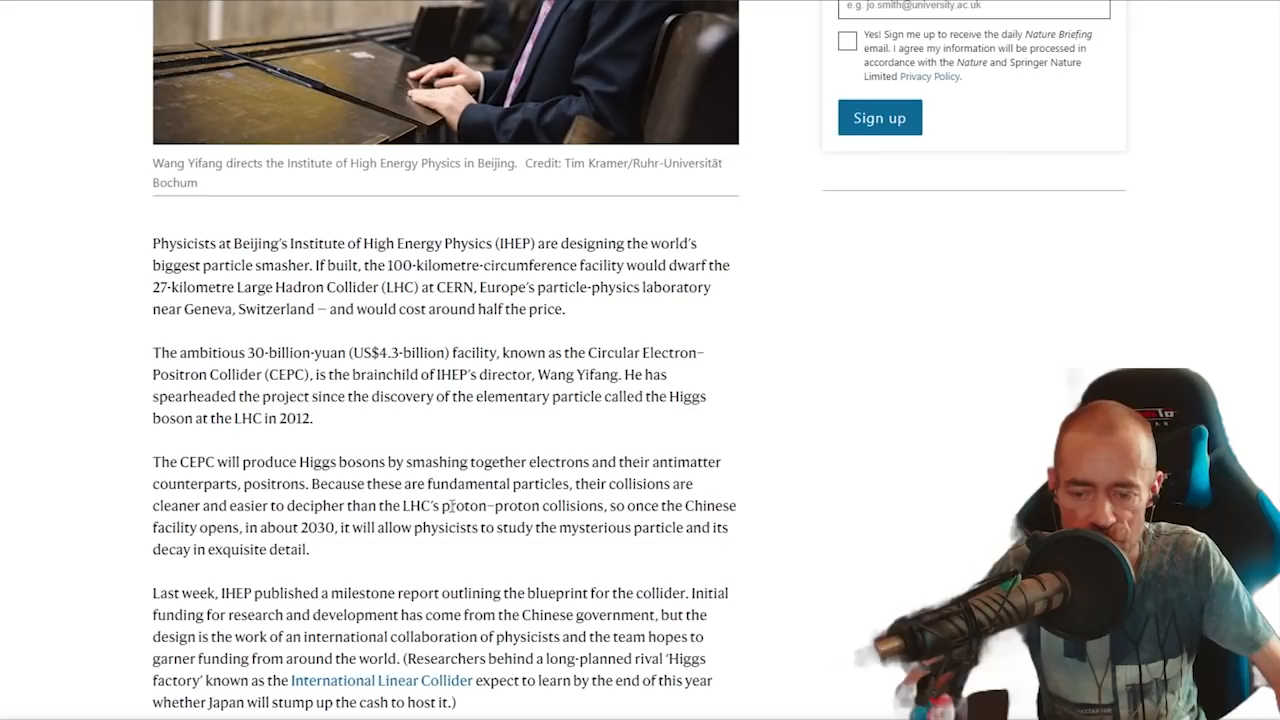 e.g. jo.smith@university.ac.uk
Yes! Sign me up to receive the daily Nature Briefing
email. I agree my information will be processed in
accordance with the Nature and Springer Nature
Limited Privacy Policy.
Sign up
Wang Yifang directs the Institute of High Energy Physics in Beijing. Credit: Tim Kramer/Ruhr-Universität
Bochum
Physicists at Beijing’s Institute of High Energy Physics (IHEP) are designing the world’s
biggest particle smasher. If built, the 100-kilometre-circumference facility would dwarf the
27-kilometre Large Hadron Collider (LHC) at CERN, Europe’s particle-physics laboratory
near Geneva, Switzerland — and would cost around half the price.
The ambitious 30-billion-yuan (US$4.3-billion) facility, known as the Circular Electron–
Positron Collider (CEPC), is the brainchild of IHEP’s director, Wang Yifang. He has
spearheaded the project since the discovery of the elementary particle called the Higgs
boson at the LHC in 2012.
The CEPC will produce Higgs bosons by smashing together electrons and their antimatter
counterparts, positrons. Because these are fundamental particles, their collisions are
cleaner and easier to decipher than the LHC’s proton–proton collisions, so once the Chinese
facility opens, in about 2030, it will allow physicists to study the mysterious particle and its
decay in exquisite detail.
Last week, IHEP published a milestone report outlining the blueprint for the collider. Initial
funding for research and development has come from the Chinese government, but the
design is the work of an international collaboration of physicists and the team hopes to
garner funding from around the world. (Researchers behind a long-planned rival ‘Higgs
factory’ known as the International Linear Collider expect to learn by the end of this year
whether Japan will stump up the cash to host it.)